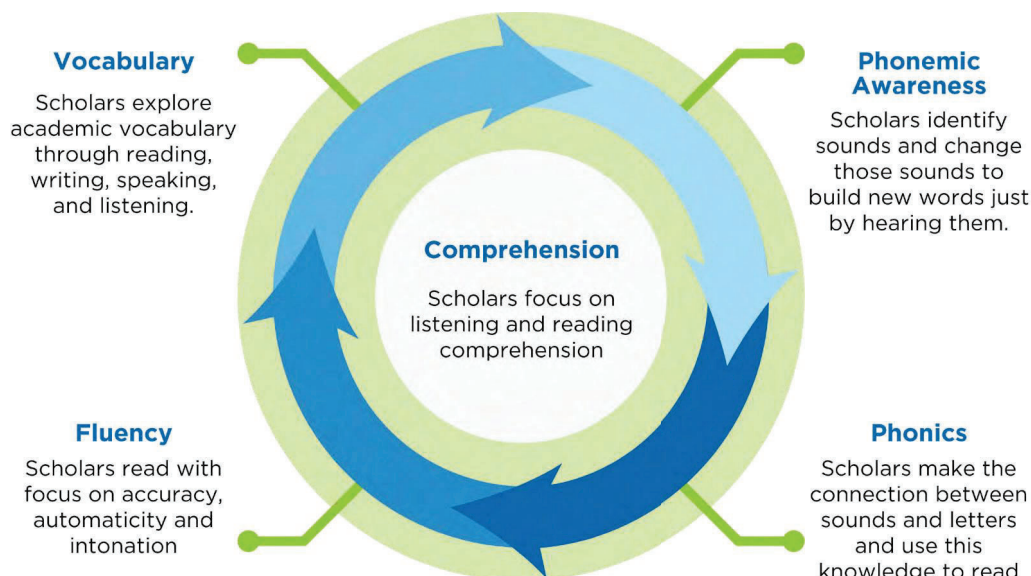 Vocabulary
Scholars explore
academic vocabulary
through reading,
writing, speaking,
and listening.
Phonemic
Awareness
Scholars identify
sounds and change
those sounds to
build new words just
by hearing them.
Comprehension
Scholars focus on
listening and reading
comprehension
Fluency
Scholars read with
focus on accuracy,
automaticity and
intonation
Phonics
Scholars make the
connection between
sounds and letters
and use this
knowledge to read